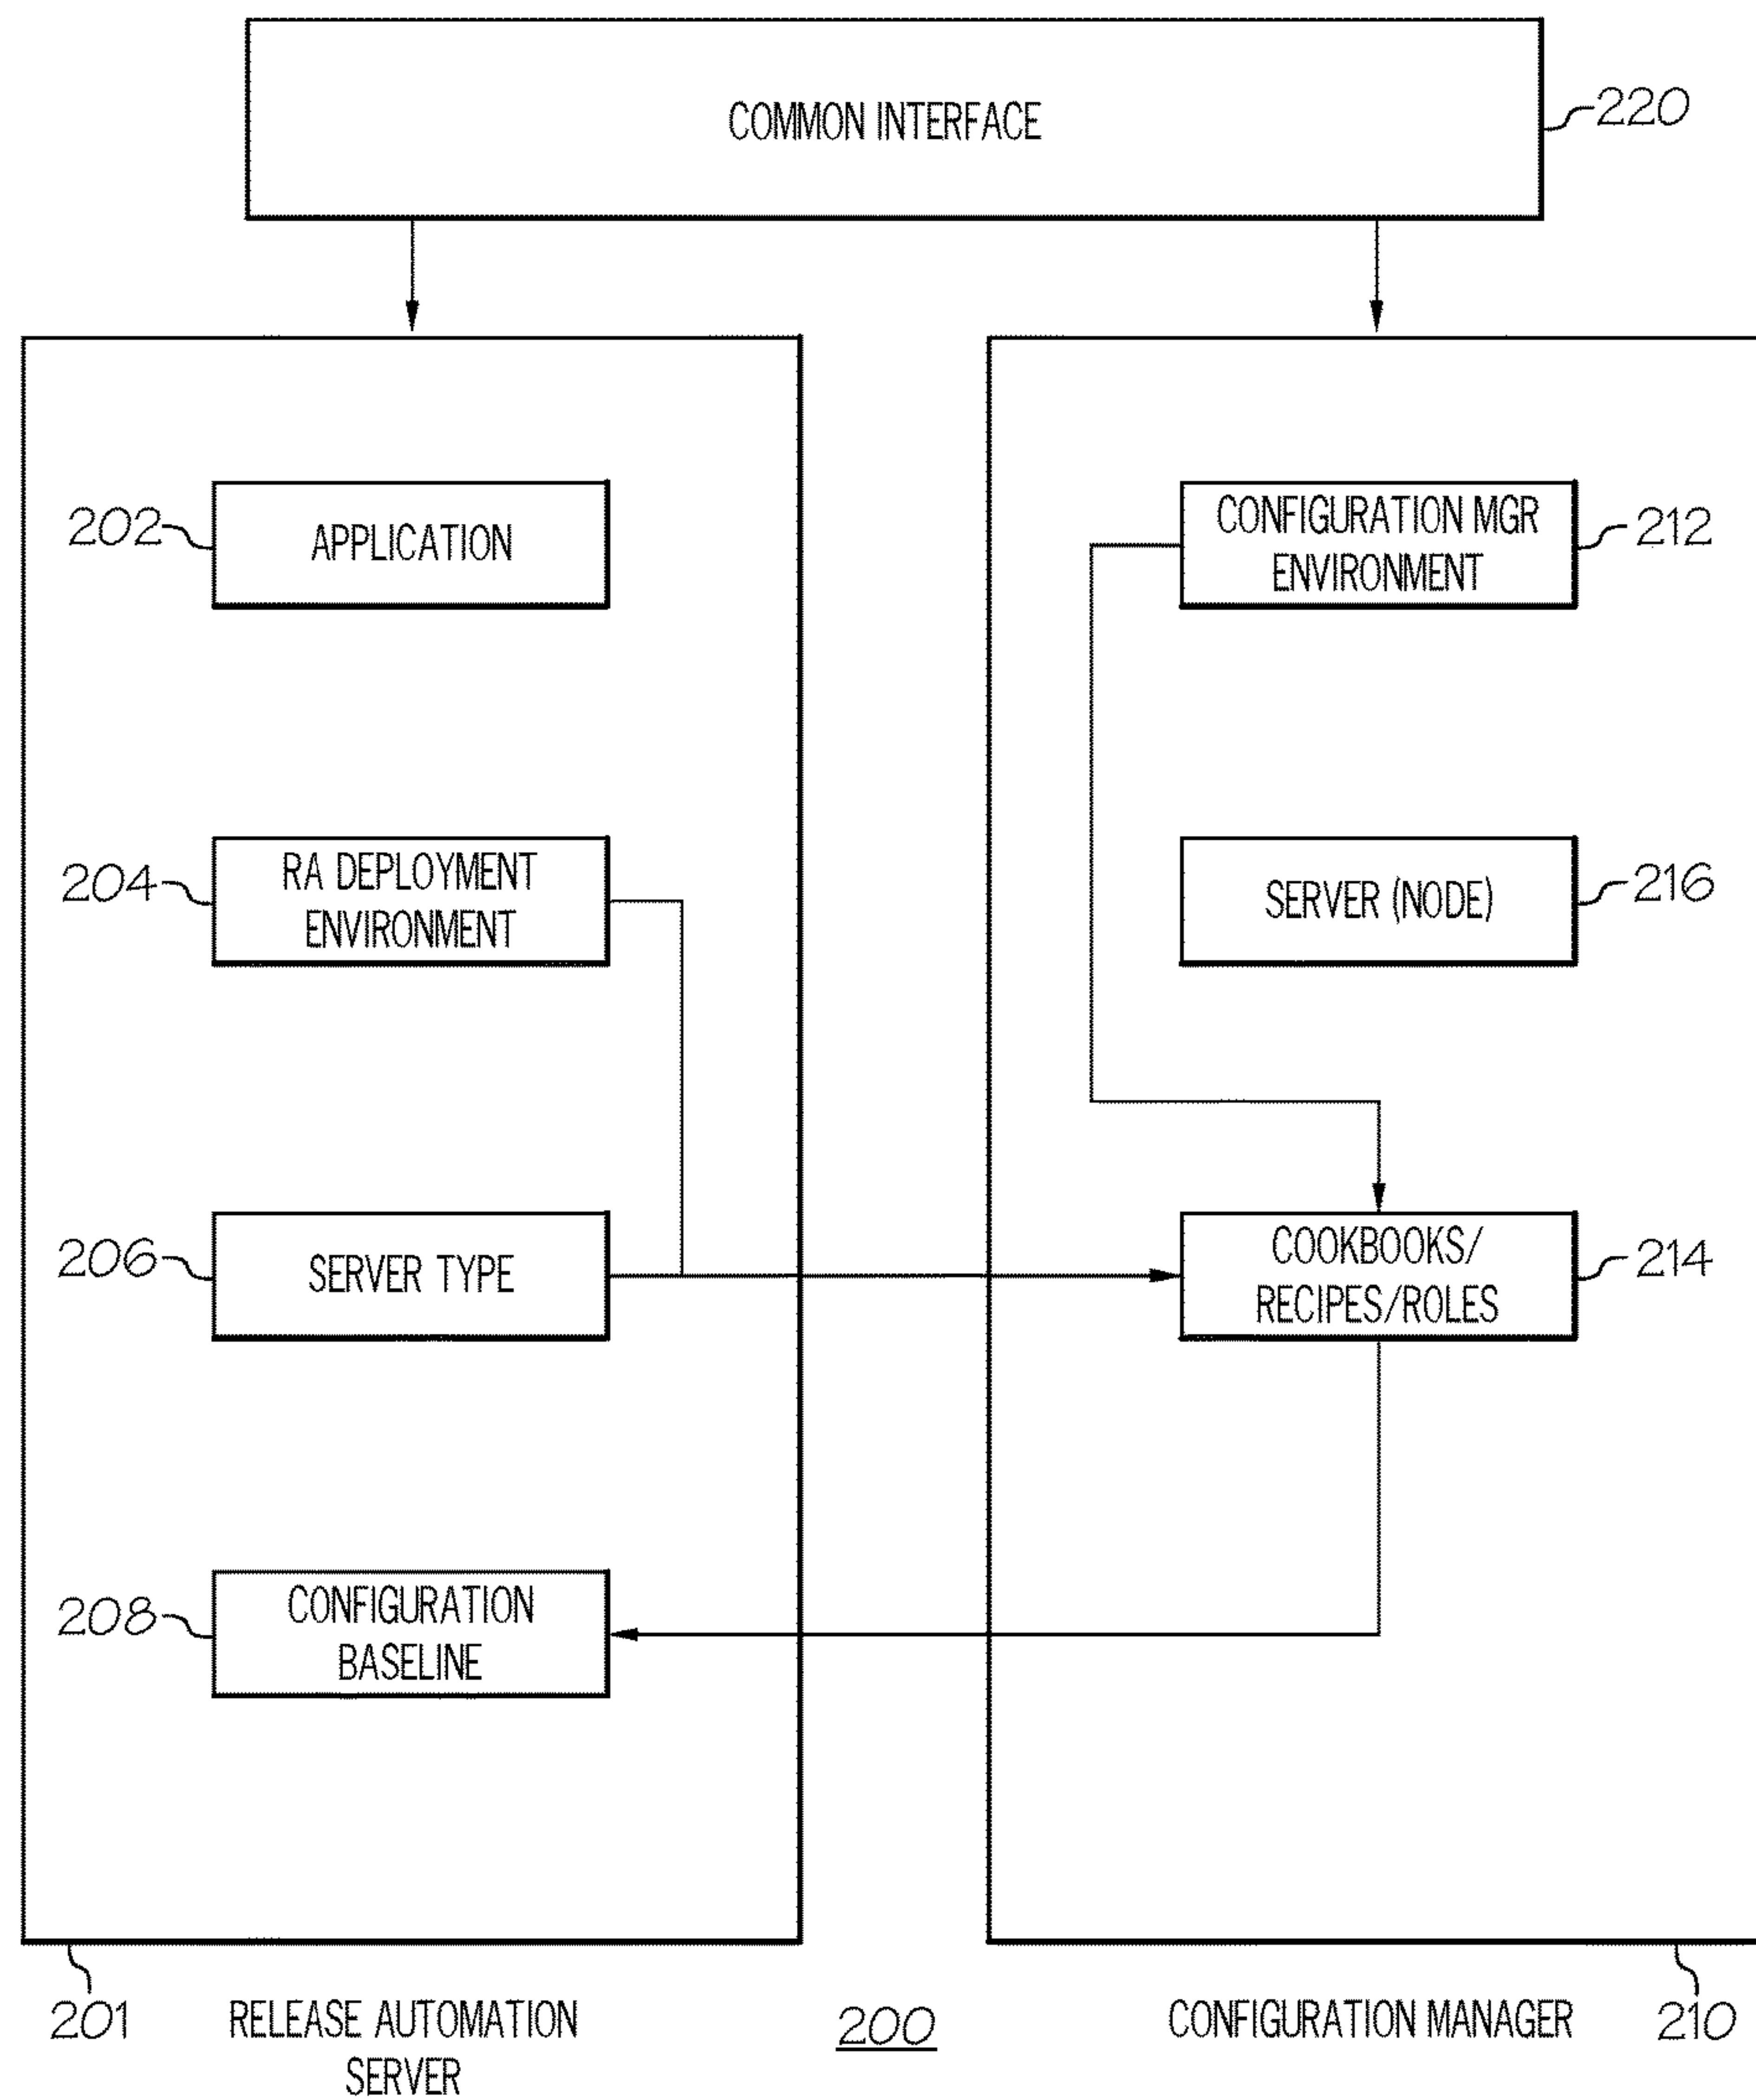 COMMON INTERFACE
220
202
APPLICATION
CONFIGURATION MGR
ENVIRONMENT
212
204
RA DEPLOYMENT
ENVIRONMENT
SERVER (NODE)
216
206
SERVER TYPE
COOKBOOKS/
RECIPES/ROLES
214
208
CONFIGURATION
BASELINE
201
RELEASE AUTOMATION
SERVER
200
CONFIGURATION MANAGER
210